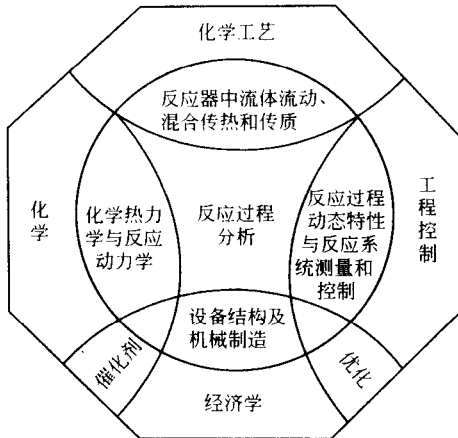 化学工艺
反应器中流体流动、
混合传热和传质
化学
化学热力
学与反应
动力学
反应过程
分析
反应过程
动态特性
与反应系
统测量和
控制
工程控制
设备结构及
机械制造
催化剂
优化
经济学